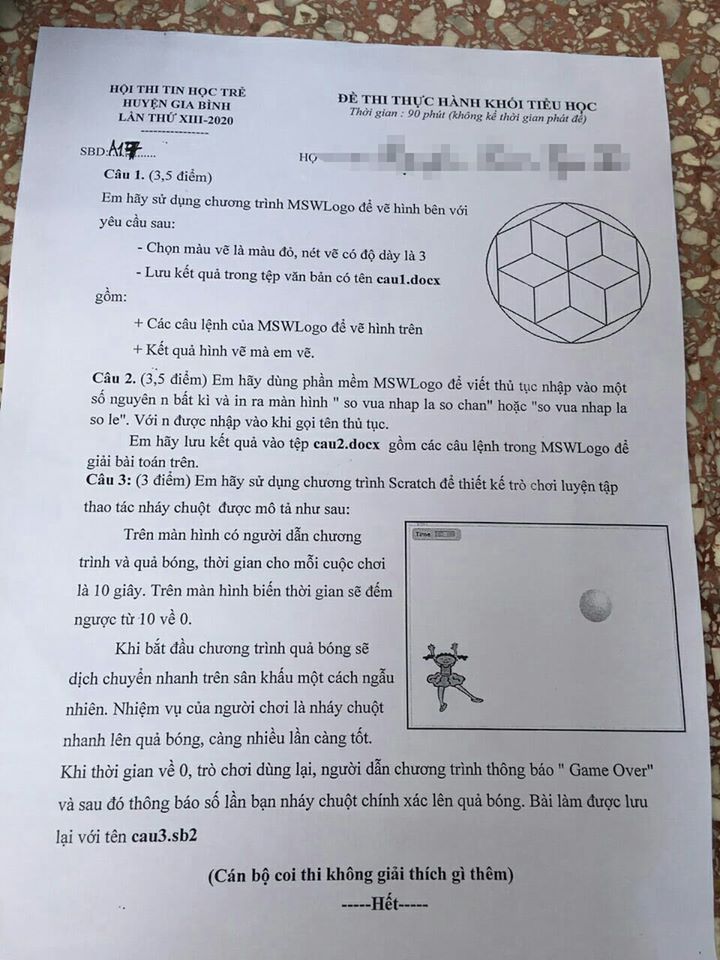 HỘI THI TIN HỌC TRẺ
HUYỆN GIA BÌNH
LẦN THỨ XIII-2020
----------------
ĐỀ THI THỰC HÀNH KHỐI TIỂU HỌC
Thời gian : 90 phút (không kể thời gian phát đề)
SBD:A17.......
HỌ
Câu 1. (3,5 điểm)
Em hãy sử dụng chương trình MSWLogo để vẽ hình bên với
yêu cầu sau:
- Chọn màu vẽ là màu đỏ, nét vẽ có độ dày là 3
- Lưu kết quả trong tệp văn bản có tên cau1.docx
gồm:
+ Các câu lệnh của MSWLogo để vẽ hình trên
+ Kết quả hình vẽ mà em vẽ.
Câu 2. (3,5 điểm) Em hãy dùng phần mềm MSWLogo để viết thủ tục nhập vào một
số nguyên n bất kì và in ra màn hình " so vua nhap la so chan" hoặc "so vua nhap la
so le". Với n được nhập vào khi gọi tên thủ tục.
Em hãy lưu kết quả vào tệp cau2.docx gồm các câu lệnh trong MSWLogo để
giải bài toán trên.
Câu 3: (3 điểm) Em hãy sử dụng chương trình Scratch để thiết kế trò chơi luyện tập
thao tác nháy chuột được mô tả như sau:
Trên màn hình có người dẫn chương
trình và quả bóng, thời gian cho mỗi cuộc chơi
là 10 giây. Trên màn hình biến thời gian sẽ đếm
ngược từ 10 về 0.
Time
Khi bắt đầu chương trình quả bóng sẽ
dịch chuyển nhanh trên sân khấu một cách ngẫu
nhiên. Nhiệm vụ của người chơi là nháy chuột
nhanh lên quả bóng, càng nhiều lần càng tốt.
Khi thời gian về 0, trò chơi dừng lại, người dẫn chương trình thông báo " Game Over"
và sau đó thông báo số lần bạn nháy chuột chính xác lên quả bóng. Bài làm được lưu
lại với tên cau3.sb2
(Cán bộ coi thi không giải thích gì thêm)
-----Hết-----